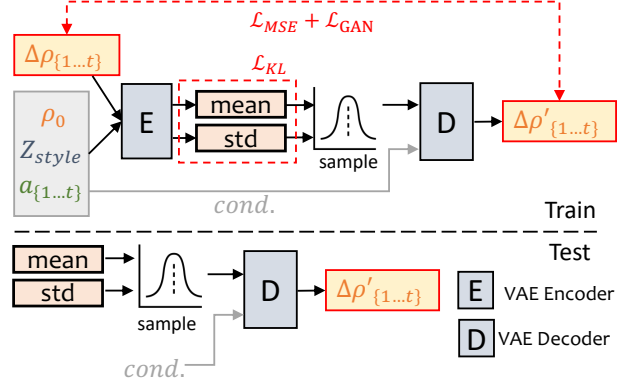 ℒ_MSE + ℒ_GAN
Δρ_{1…t}
ℒ_KL
ρ_0
Z_style
a_{1…t}
E
mean
std
sample
D
Δρ'_{1…t}
cond.
Train
Test
mean
std
sample
D
Δρ'_{1…t}
cond.
E VAE Encoder
D VAE Decoder